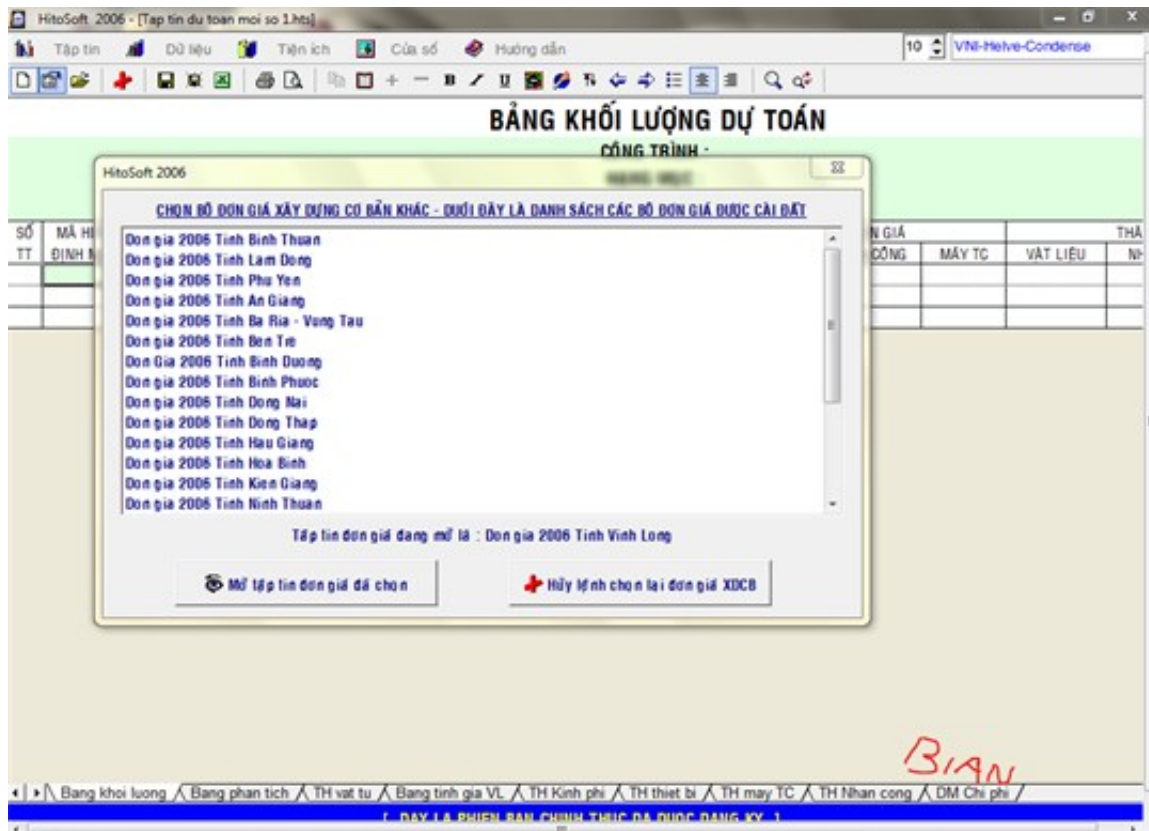 HitoSoft 2006 - [Tap tin du toan moi so 1.hts]
Tập tin Dữ liệu Tiện ích Cửa sổ Hướng dẫn 10 VNI-Helve-Condense
BẢNG KHỐI LƯỢNG DỰ TOÁN
CÔNG TRÌNH :
HitoSoft 2006
CHỌN BỘ ĐƠN GIÁ XÂY DỰNG CƠ BẢN KHÁC - DƯỚI ĐÂY LÀ DANH SÁCH CÁC BỘ ĐƠN GIÁ ĐƯỢC CÀI ĐẶT
SỐ MÃ HI N GIÁ THÀ
TT ĐỊNH M CÔNG MÁY TC VẬT LIỆU NH
Don gia 2006 Tinh Binh Thuan
Don gia 2006 Tinh Lam Dong
Don gia 2006 Tinh Phu Yen
Don gia 2006 Tinh An Giang
Don gia 2006 Tinh Ba Ria - Vung Tau
Don gia 2006 Tinh Ben Tre
Don Gia 2006 Tinh Binh Duong
Don gia 2006 Tinh Binh Phuoc
Don gia 2006 Tinh Dong Nai
Don gia 2006 Tinh Dong Thap
Don gia 2006 Tinh Hau Giang
Don gia 2006 Tinh Hoa Binh
Don gia 2006 Tinh Kien Giang
Don gia 2006 Tinh Ninh Thuan
Tập tin đơn giá đang mở là : Don gia 2006 Tinh Vinh Long
Mở tập tin đơn giá đã chọn Hủy lệnh chọn lại đơn giá XDCB
BIAN
Bang khoi luong Bang phan tich TH vat tu Bang tinh gia VL TH Kinh phi TH thiet bi TH may TC TH Nhan cong DM Chi phi
[ DAY LA PHIEN BAN CHINH THUC DA DUOC DANG KY ]